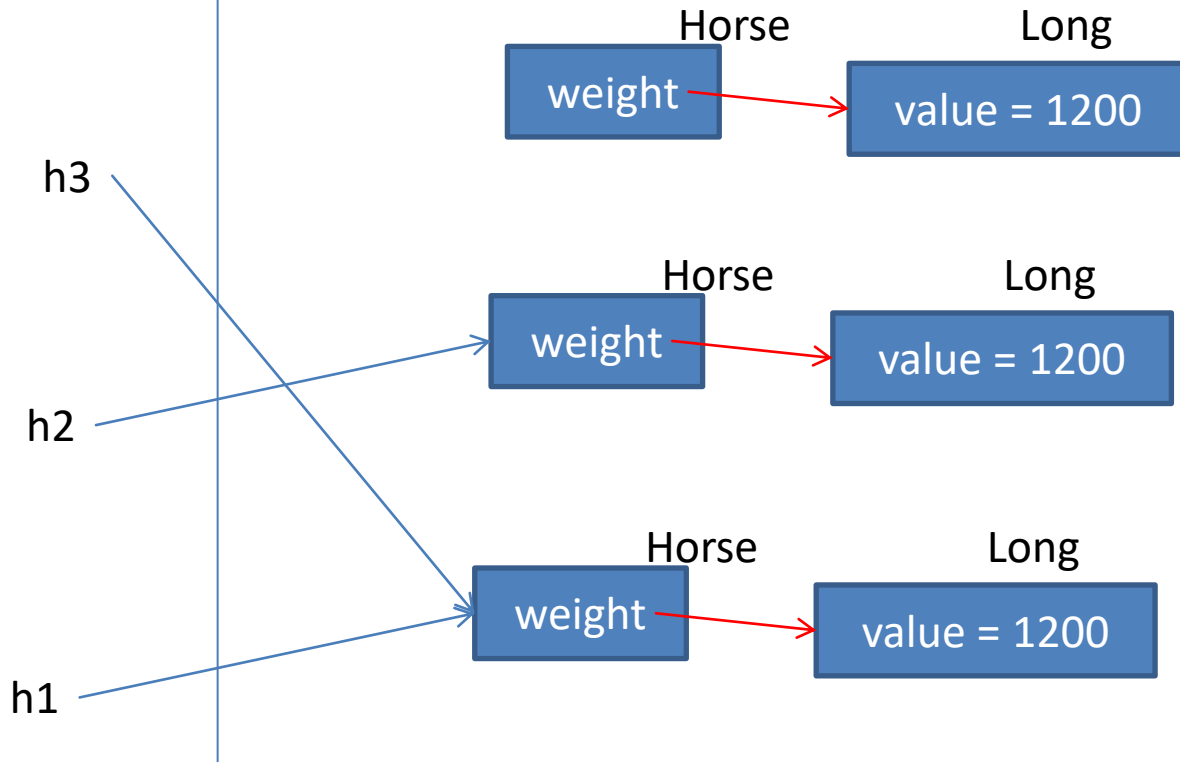 Horse Long
weight value = 1200
h3
Horse Long
weight value = 1200
h2
Horse Long
weight value = 1200
h1